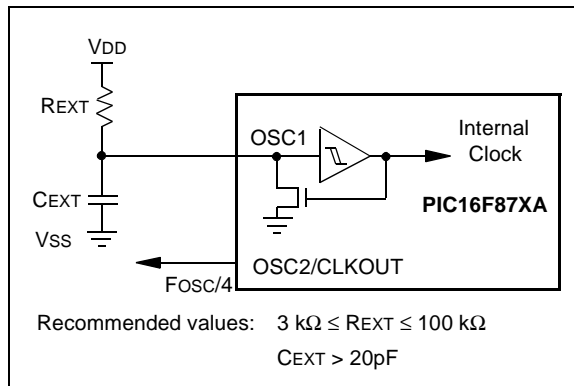 VDD
REXT
OSC1
Internal
Clock
CEXT
PIC16F87XA
VSS
OSC2/CLKOUT
FOSC/4
Recommended values: 3 kΩ ≤ REXT ≤ 100 kΩ
CEXT > 20pF